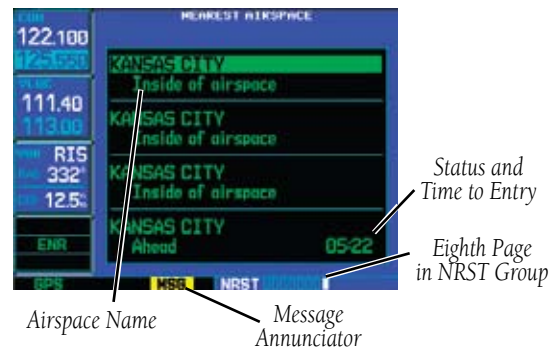 COM
NEAREST AIRSPACE
122.100
125.550
VLOC
111.40
113.00
RIS
332°
12.5
ENR
GPS
KANSAS CITY
Inside of airspace
KANSAS CITY
Inside of airspace
KANSAS CITY
Inside of airspace
KANSAS CITY
Ahead 05:22
MSG
NRST
Status and
Time to Entry
Eighth Page
in NRST Group
Airspace Name
Message
Annunciator